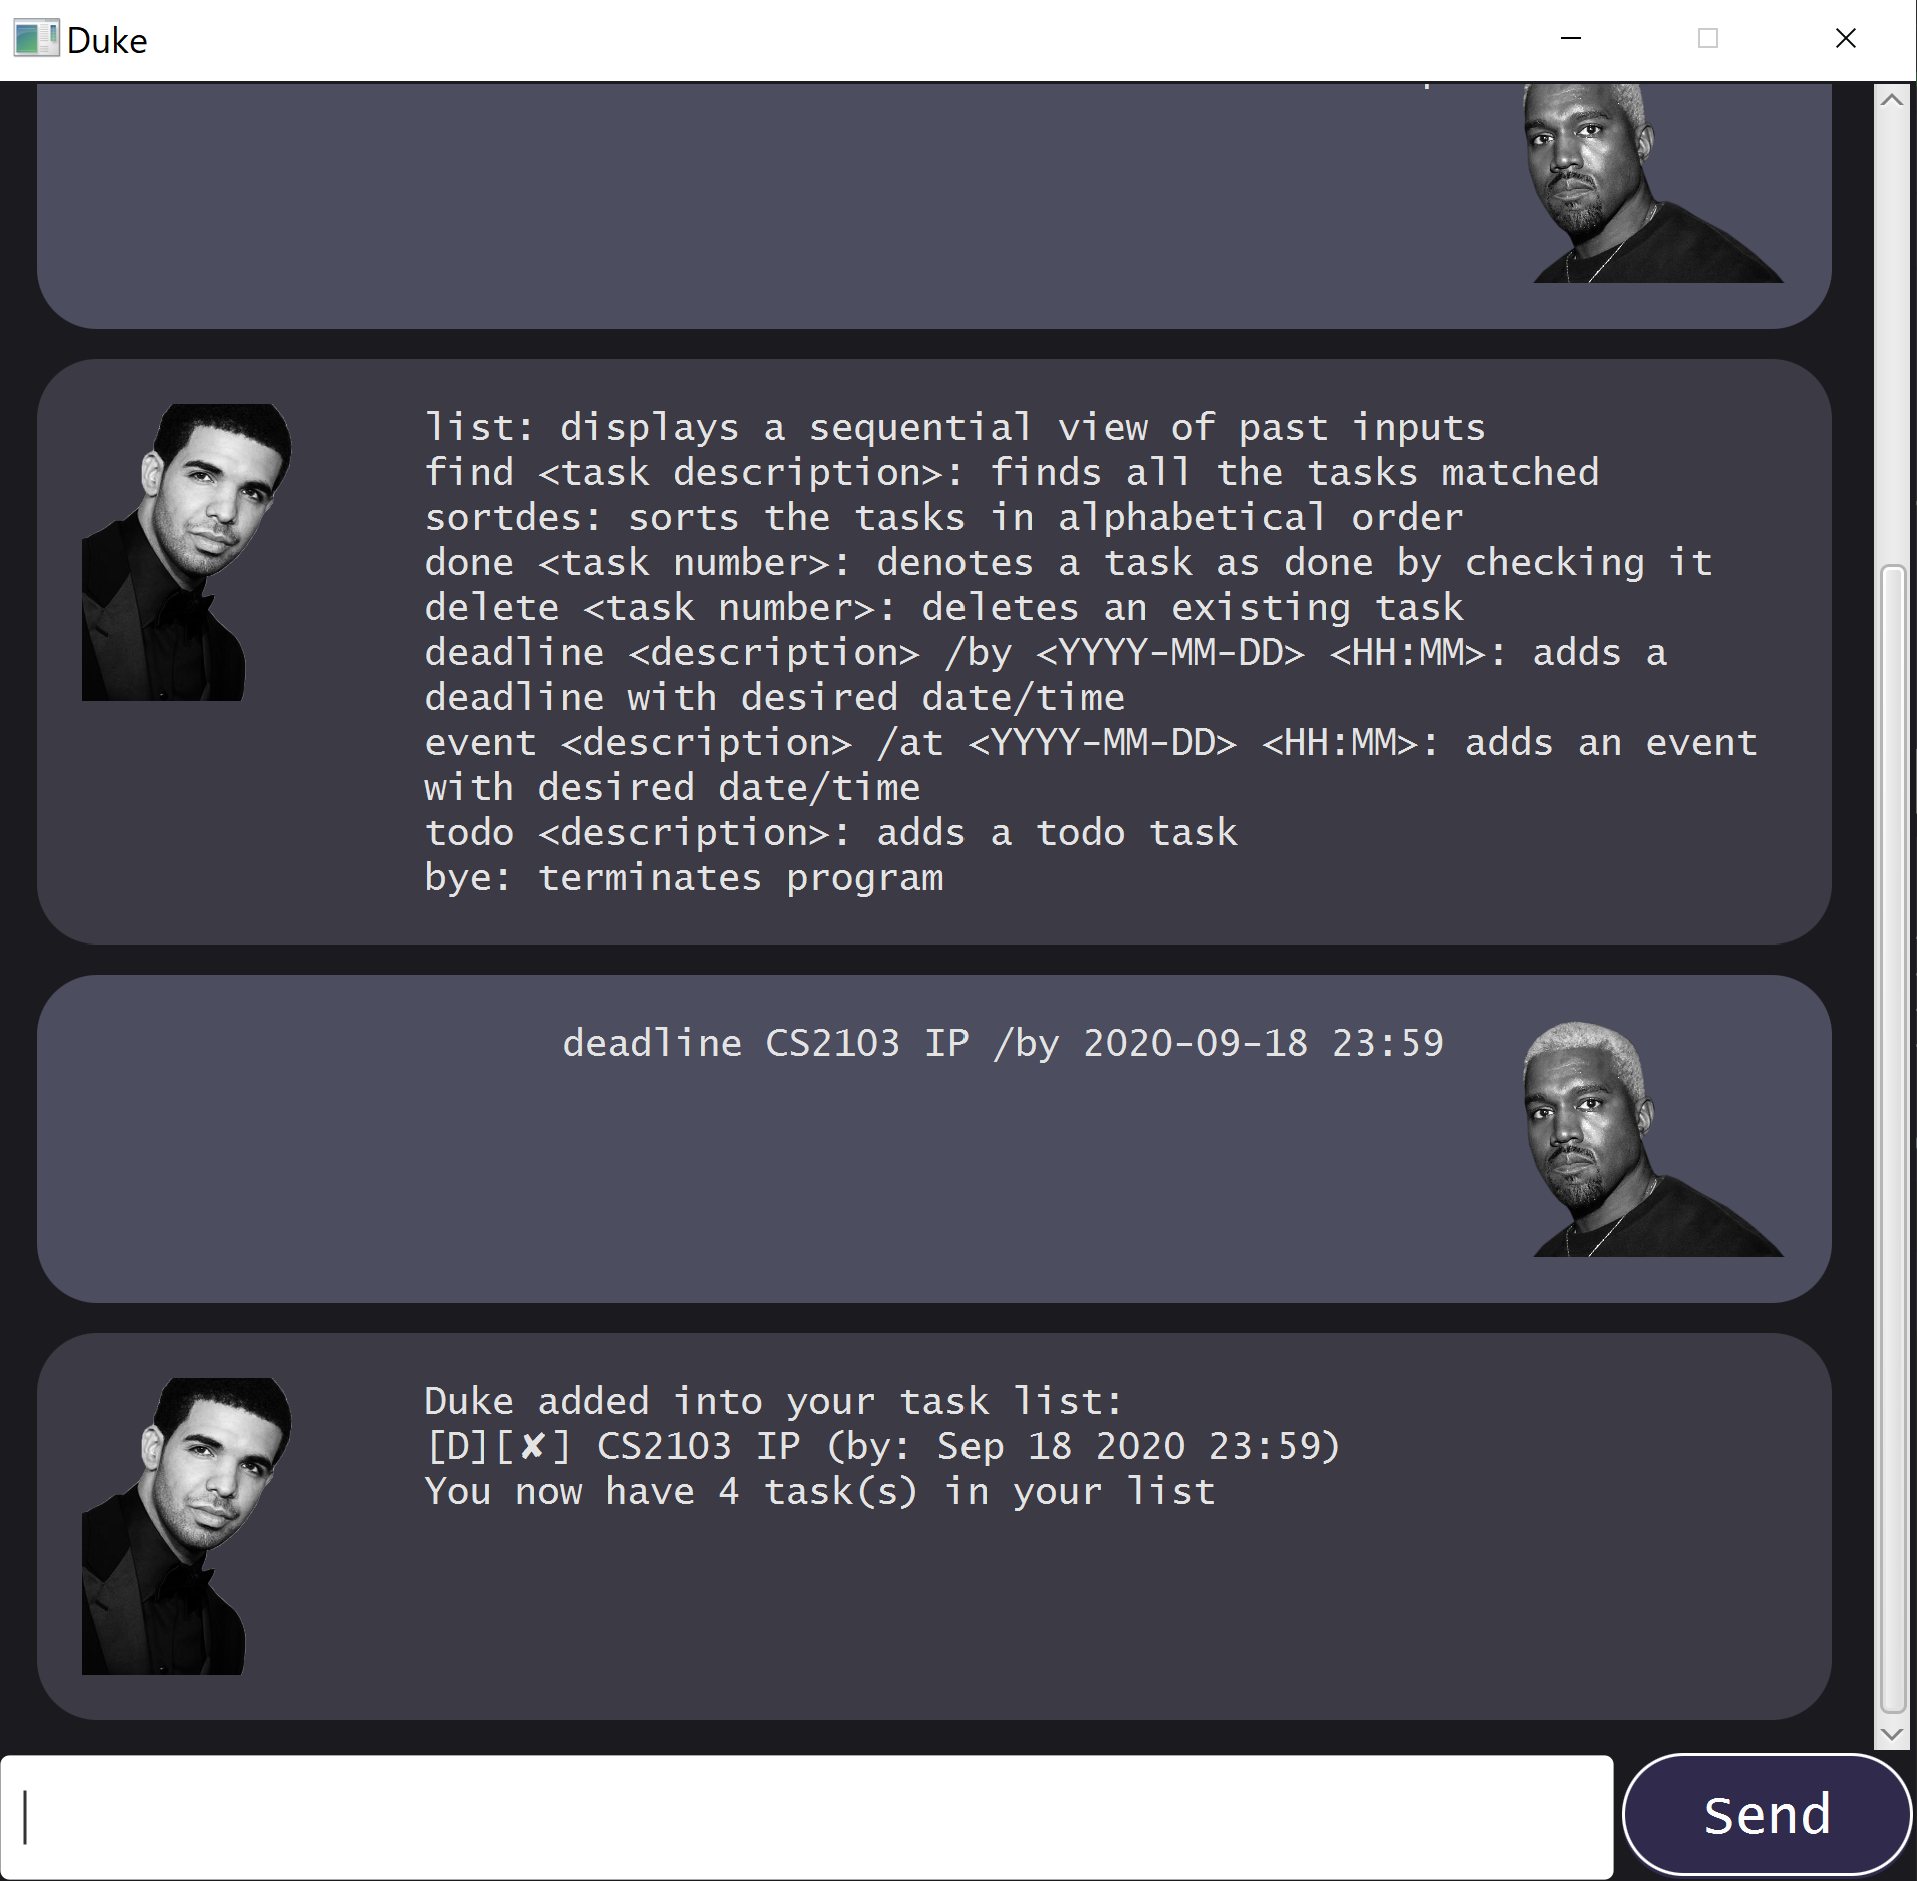 Duke
list: displays a sequential view of past inputs
find <task description>: finds all the tasks matched
sortdes: sorts the tasks in alphabetical order
done <task number>: denotes a task as done by checking it
delete <task number>: deletes an existing task
deadline <description> /by <YYYY-MM-DD> <HH:MM>: adds a
deadline with desired date/time
event <description> /at <YYYY-MM-DD> <HH:MM>: adds an event
with desired date/time
todo <description>: adds a todo task
bye: terminates program
deadline CS2103 IP /by 2020-09-18 23:59
Duke added into your task list:
[D][✘] CS2103 IP (by: Sep 18 2020 23:59)
You now have 4 task(s) in your list
Send